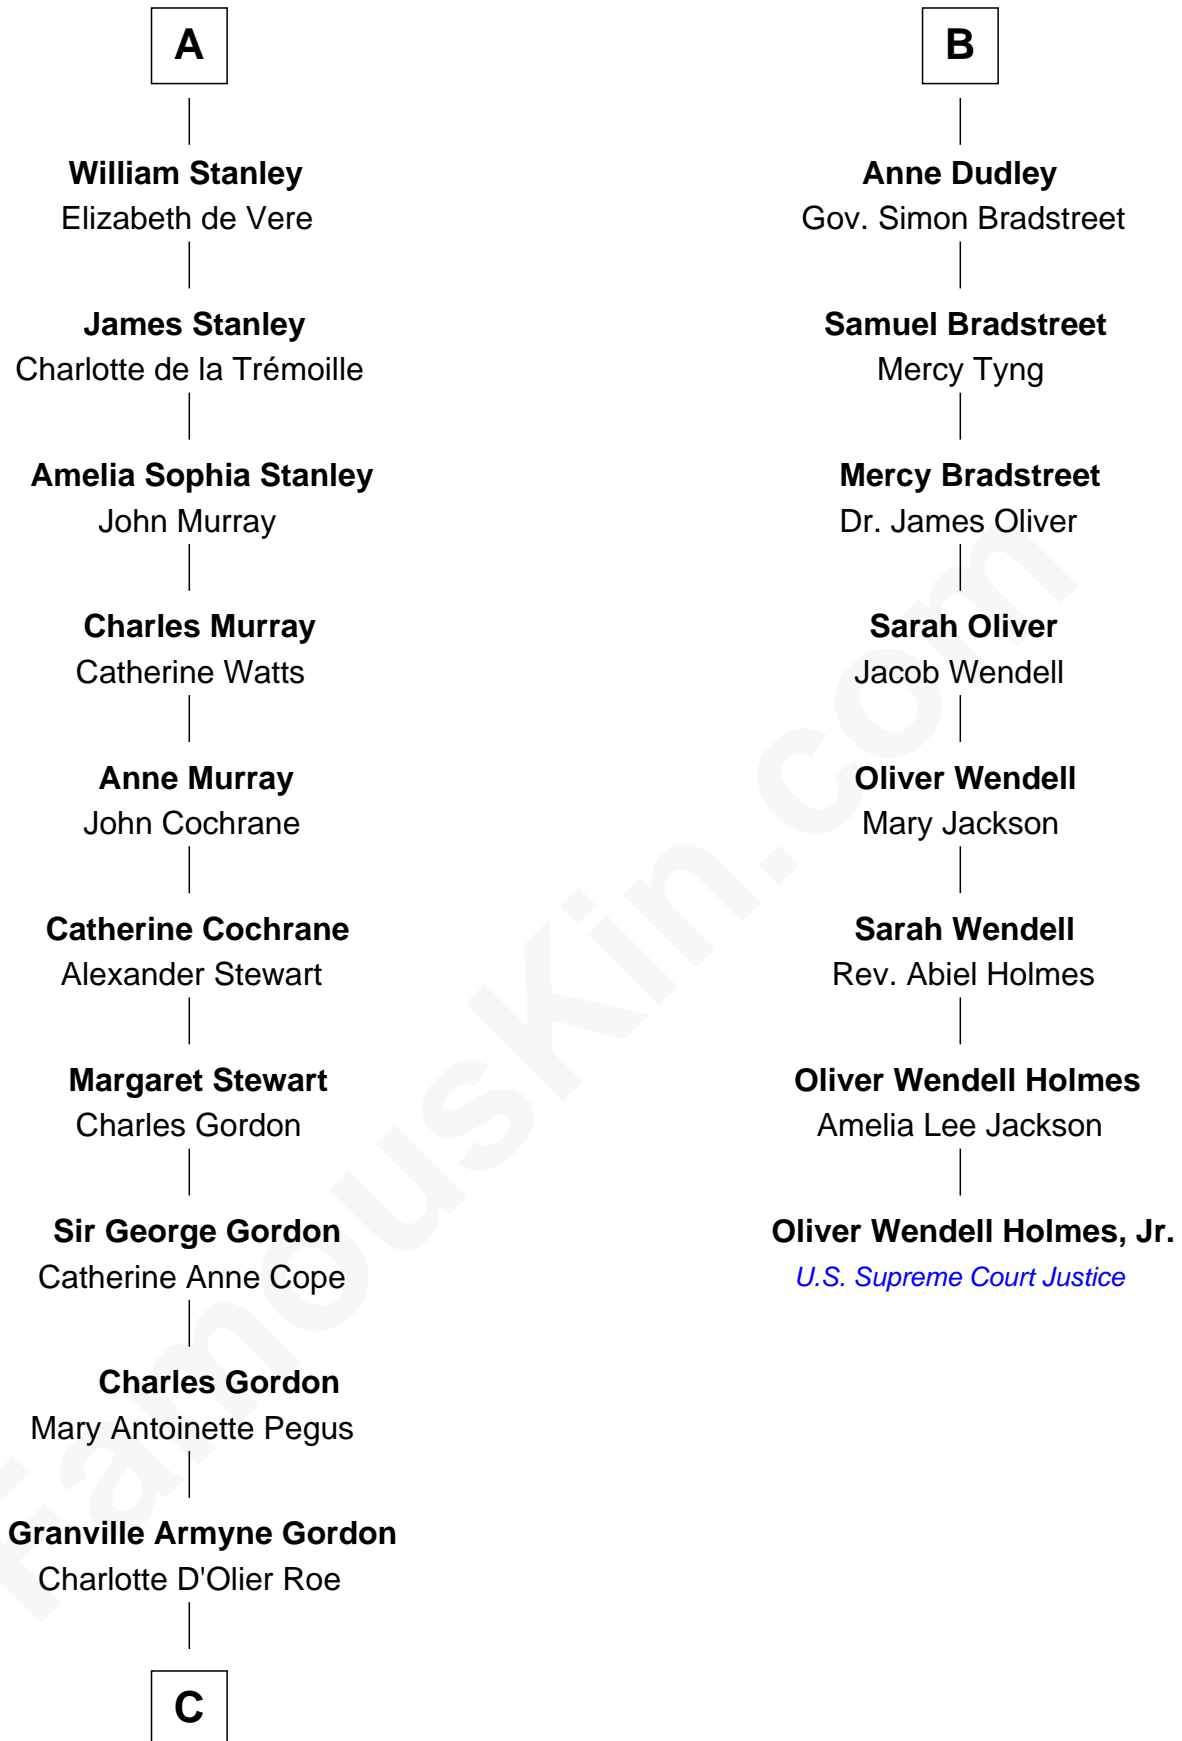 A
William Stanley
Elizabeth de Vere
James Stanley
Charlotte de la Trémoille
Amelia Sophia Stanley
John Murray
Charles Murray
Catherine Watts
Anne Murray
John Cochrane
Catherine Cochrane
Alexander Stewart
Margaret Stewart
Charles Gordon
Sir George Gordon
Catherine Anne Cope
Charles Gordon
Mary Antoinette Pegus
Granville Armyne Gordon
Charlotte D'Olier Roe
C
B
Anne Dudley
Gov. Simon Bradstreet
Samuel Bradstreet
Mercy Tyng
Mercy Bradstreet
Dr. James Oliver
Sarah Oliver
Jacob Wendell
Oliver Wendell
Mary Jackson
Sarah Wendell
Rev. Abiel Holmes
Oliver Wendell Holmes
Amelia Lee Jackson
Oliver Wendell Holmes, Jr.
U.S. Supreme Court Justice
FamousKin.com